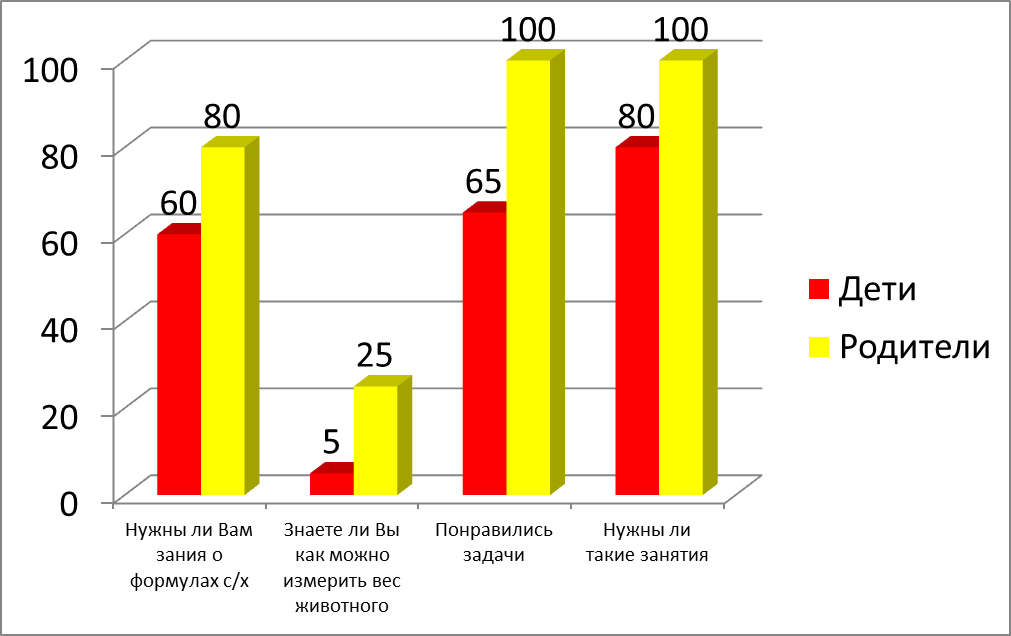 100
80
60
40
20
0
60
80
5
25
65
100
80
100
Нужны ли Вам
зания о
формулах с/х
Знаете ли Вы
как можно
измерить вес
животного
Понравились
задачи
Нужны ли
такие занятия
Дети
Родители